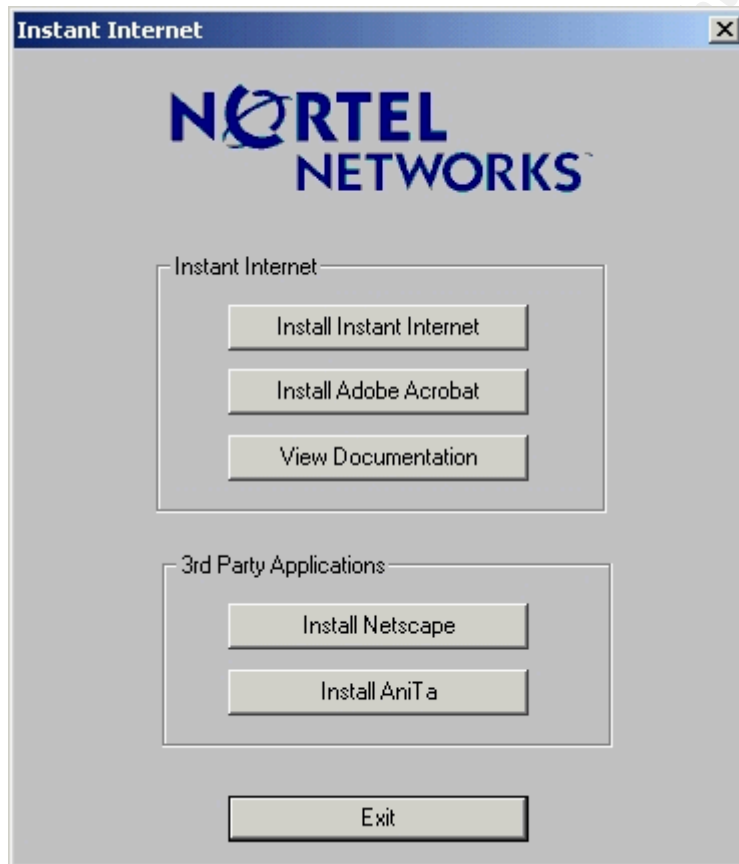 Instant Internet
NORTEL
NETWORKS
Instant Internet
Install Instant Internet
Install Adobe Acrobat
View Documentation
3rd Party Applications
Install Netscape
Install AniTa
Exit